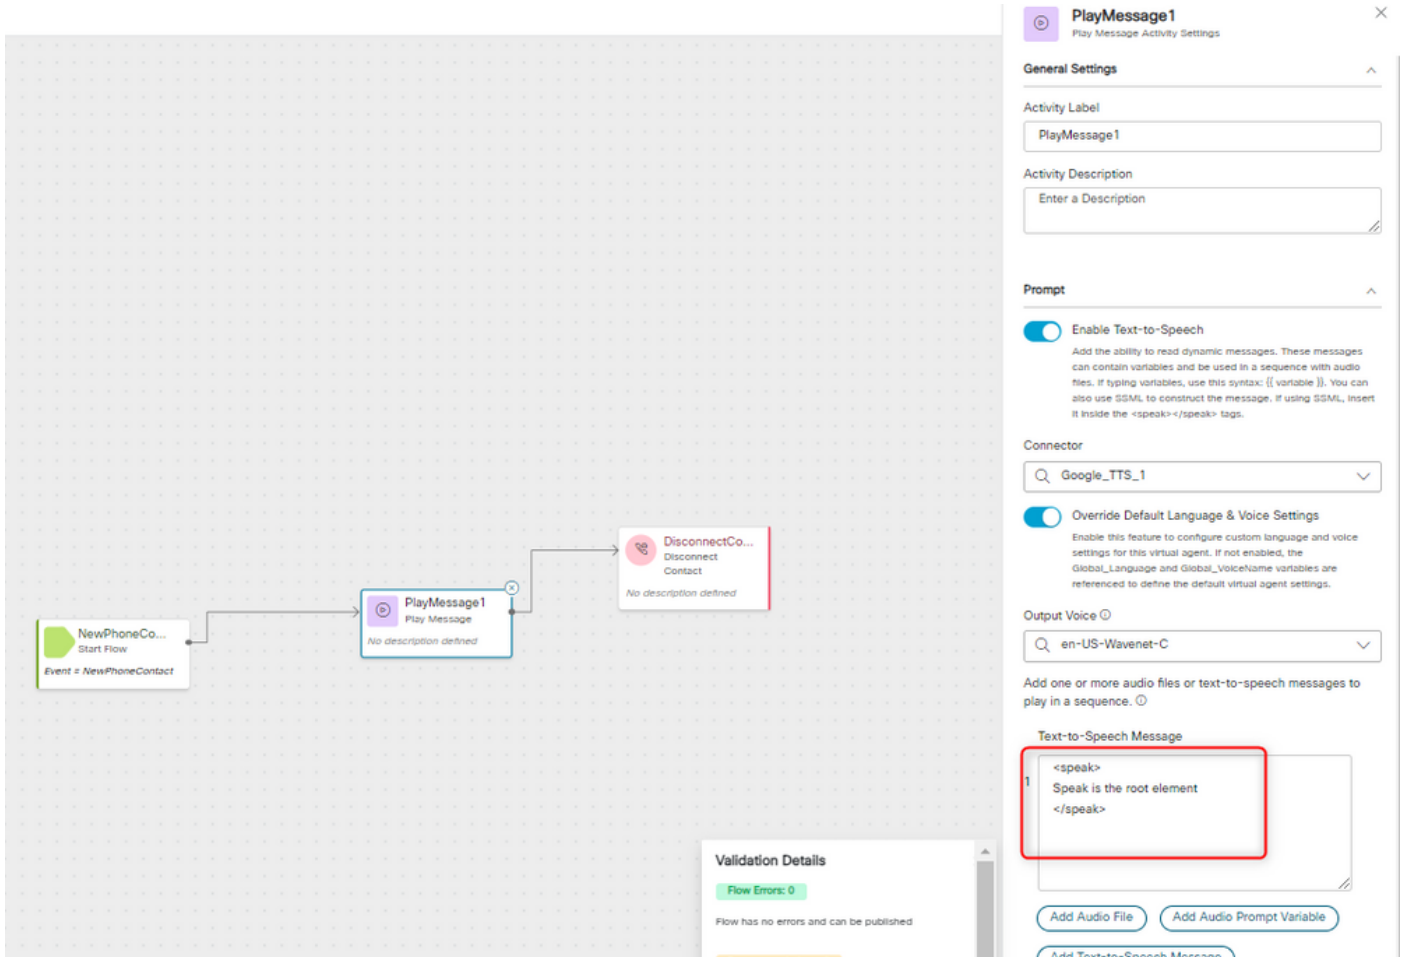 PlayMessage1
Play Message Activity Settings
General Settings
Activity Label
PlayMessage1
Activity Description
Enter a Description
Prompt
Enable Text-to-Speech
Add the ability to read dynamic messages. These messages
can contain variables and be used in a sequence with audio
files. If typing variables, use this syntax: {{ variable }}. You can
also use SSML to construct the message. If using SSML, insert
it inside the <speak></speak> tags.
Connector
Google_TTS_1
Override Default Language & Voice Settings
Enable this feature to configure custom language and voice
settings for this virtual agent. If not enabled, the
Global_Language and Global_VoiceName variables are
referenced to define the default virtual agent settings.
Output Voice
en-US-Wavenet-C
Add one or more audio files or text-to-speech messages to
play in a sequence.
Text-to-Speech Message
1
<speak>
Speak is the root element
</speak>
Add Audio File
Add Audio Prompt Variable
Add Text-to-Speech Message
NewPhoneCo...
Start Flow
Event = NewPhoneContact
PlayMessage1
Play Message
No description defined
DisconnectCo...
Disconnect
Contact
No description defined
Validation Details
Flow Errors: 0
Flow has no errors and can be published